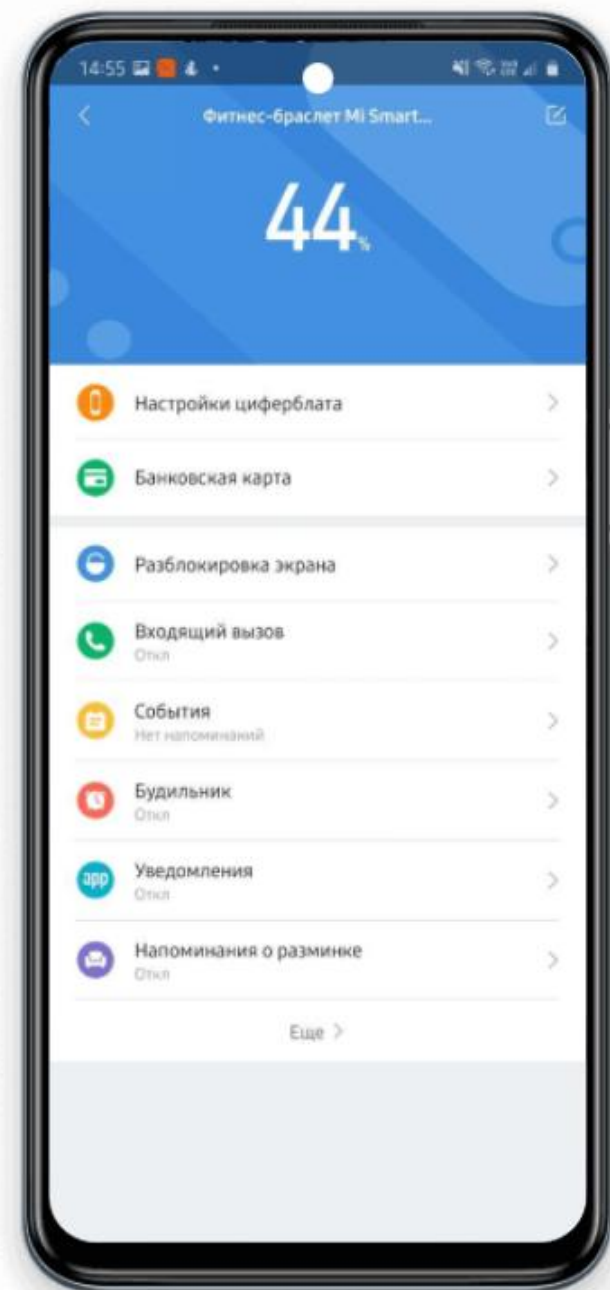 14:55
Фитнес-браслет Mi Smart...
44%
Настройки циферблата
Банковская карта
Разблокировка экрана
Входящий вызов
Откл
События
Нет напоминаний
Будильник
Откл
app
Уведомления
Откл
Напоминания о разминке
Откл
Еще